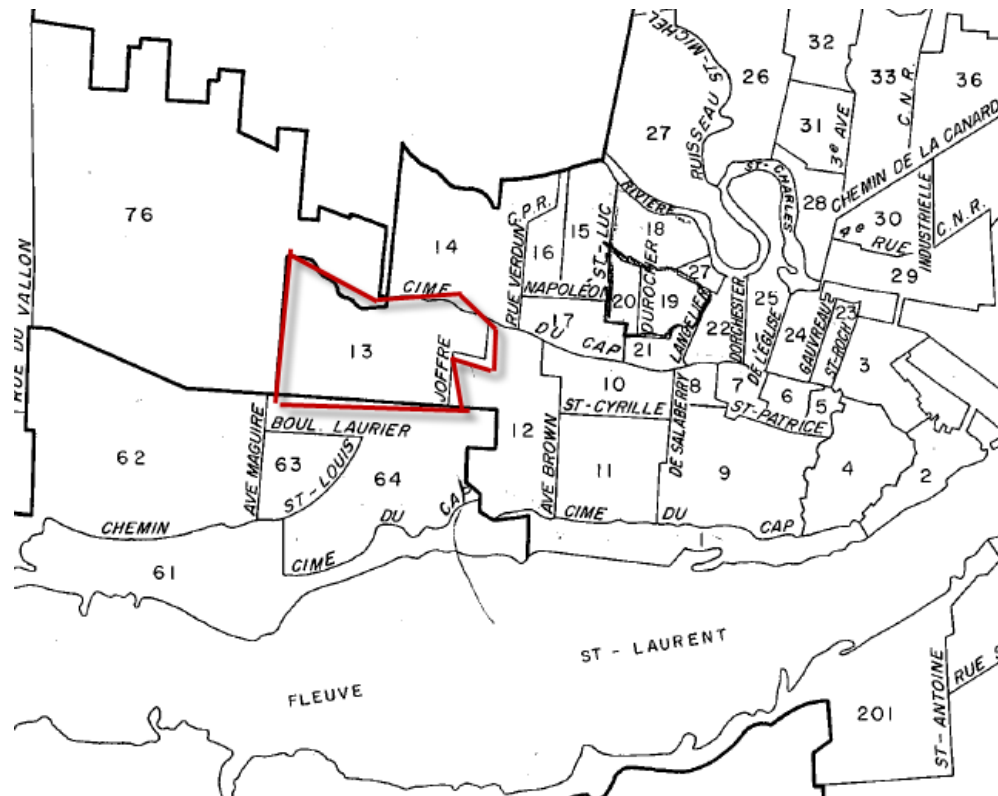 32
33
C.N.R.
36
26
RUISSEAU ST-MICHEL
27
31
3e AVE
CHEMIN DE LA CANARD
76
ST-CHARLES
28
30
4e RUE
INDUSTRIELLE
C.N.R.
RIVIÈRE
C.P.R.
15
ST-LUC
18
14
RUE VERDUN
16
27
29
RUE DU VALLON
CIME
NAPOLÉON
20
DUROCHER
19
LANGELIER
DORCHESTER
25
DE L'ÉGLISE
24
GAUVREAU
23
ST-ROCH
17
22
DU CAP
21
13
JOFFRE
3
10
8
7
6
5
ST-CYRILLE
DE SALABERRY
ST-PATRICE
BOUL. LAURIER
12
62
AVE MAGUIRE
63
ST-LOUIS
64
AVE BROWN
11
9
4
2
CHEMIN
DU
CAP
CIME
DU
CAP
1
61
CIME
ST-LAURENT
FLEUVE
201
ST-ANTOINE
RUE S